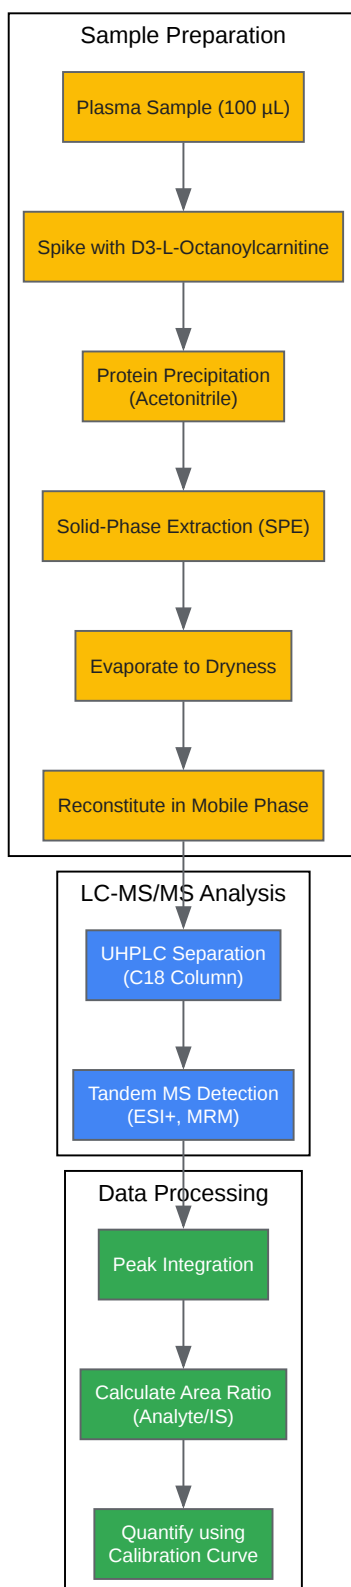 Sample Preparation
Plasma Sample (100 µL)
Spike with D3-L-Octanoylcarnitine
Protein Precipitation
(Acetonitrile)
Solid-Phase Extraction (SPE)
Evaporate to Dryness
Reconstitute in Mobile Phase
LC-MS/MS Analysis
UHPLC Separation
(C18 Column)
Tandem MS Detection
(ESI+, MRM)
Data Processing
Peak Integration
Calculate Area Ratio
(Analyte/IS)
Quantify using
Calibration Curve